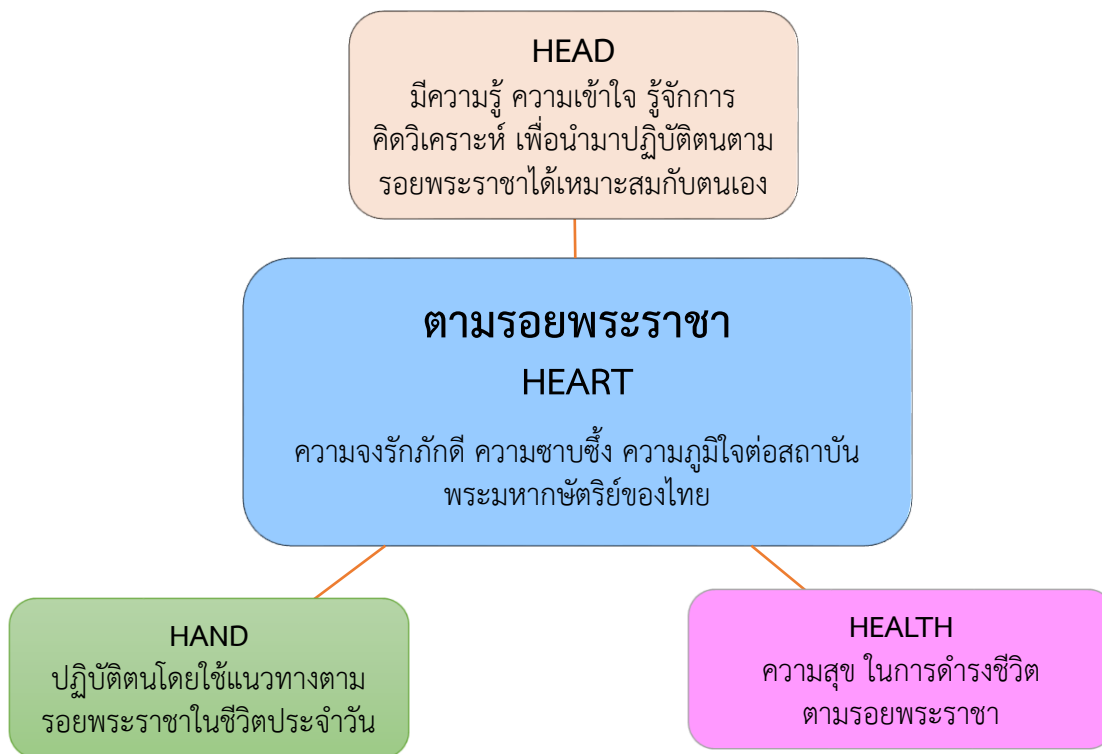 HEAD
มีความรู้ ความเข้าใจ รู้จักการ
คิดวิเคราะห์ เพื่อนำมาปฏิบัติตนตาม
รอยพระราชาได้เหมาะสมกับตนเอง
ตามรอยพระราชา
HEART
ความจงรักภักดี ความซาบซึ้ง ความภูมิใจต่อสถาบัน
พระมหากษัตริย์ของไทย
HAND
ปฏิบัติตนโดยใช้แนวทางตาม
รอยพระราชาในชีวิตประจำวัน
HEALTH
ความสุข ในการดำรงชีวิต
ตามรอยพระราชา